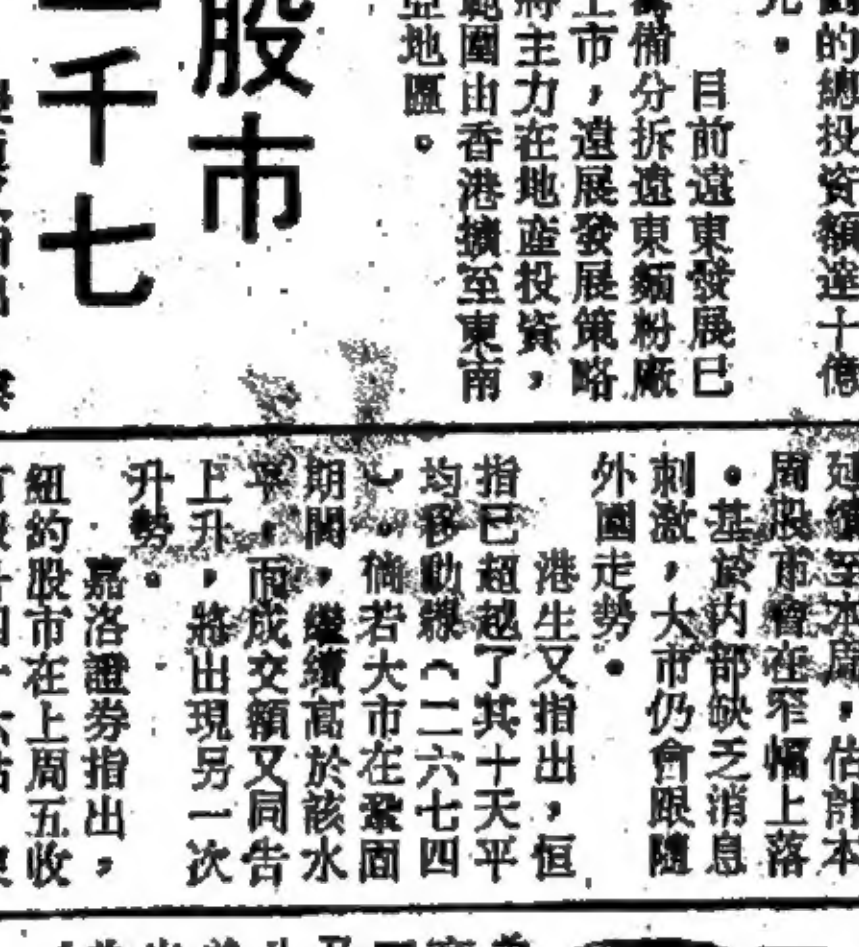 的總投資額達十億
元。
目前遠東發展已
籌備分拆遠東麵粉廠
上市，遠展發展策略
將主力在地產投資，
範圍由香港擴至東南
亞地區。
股市
二千七
延續至本周，估計本
周股市會在窄幅上落
。基於內部缺乏消息
刺激，大市仍會跟隨
外國走勢。
港生又指出，恒
指已超越了其十天平
均移動線（二六七四
）。倘若大市在鞏固
期間，繼續高於該水
平，而成交額又同告
上升，將出現另一次
升勢。
嘉洛證券指出，
紐約股市在上周五收